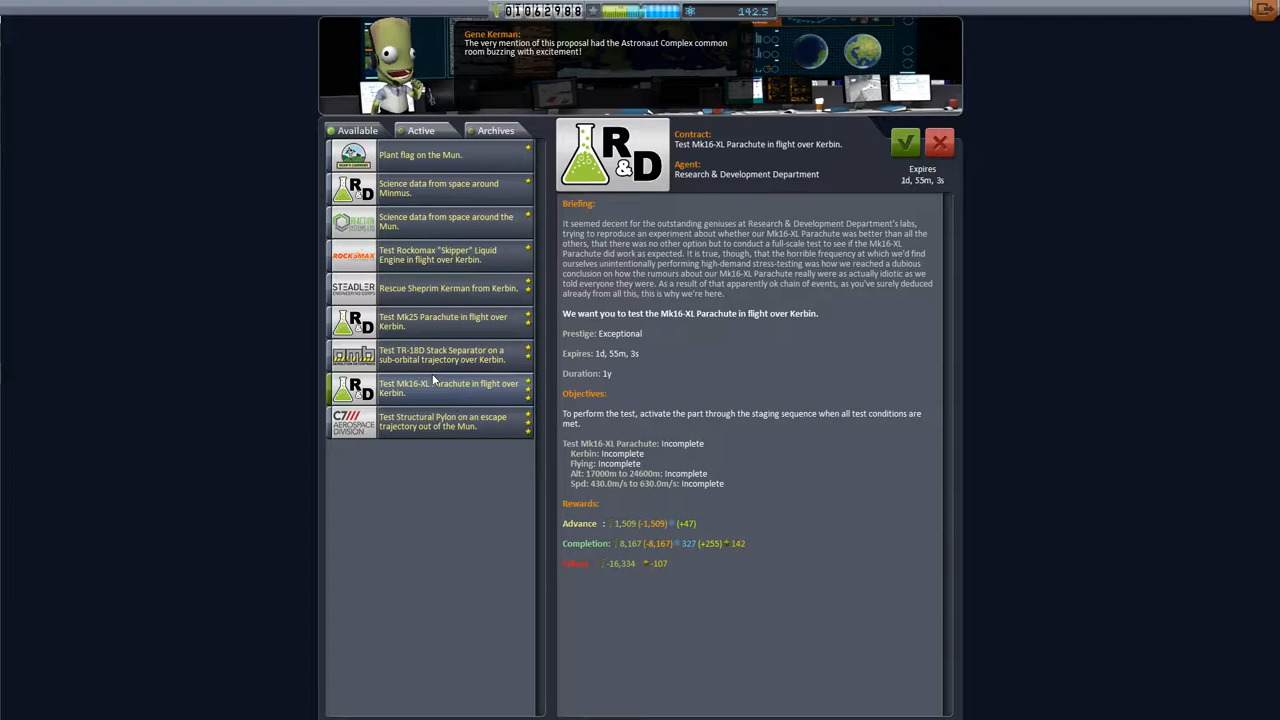 1062988
142.5
Gene Kerman:
The very mention of this proposal had the Astronaut Complex common
room buzzing with excitement!
Available
Active
Archives
Plant flag on the Mun.
R&D
Science data from space around
Minmus.
REACTION
Science data from space around the
Mun.
ROCKOMAX
Test Rockomax "Skipper" Liquid
Engine in flight over Kerbin.
STEADLER
ENGINEERING CORPS
Rescue Sheprim Kerman from Kerbin.
R&D
Test Mk25 Parachute in flight over
Kerbin.
Test TR-18D Stack Separator on a
sub-orbital trajectory over Kerbin.
R&D
Test Mk16-XL Parachute in flight over
Kerbin.
C7///
AEROSPACE
DIVISION
Test Structural Pylon on an escape
trajectory out of the Mun.
R&D
Contract:
Test Mk16-XL Parachute in flight over Kerbin.
Agent:
Research & Development Department
Expires
1d, 55m, 3s
Briefing:
It seemed decent for the outstanding geniuses at Research & Development Department's labs,
trying to reproduce an experiment about whether our Mk16-XL Parachute was better than all the
others, that there was no other option but to conduct a full-scale test to see if the Mk16-XL
Parachute did work as expected. It is true, though, that the horrible frequency at which we'd find
ourselves unintentionally performing high-demand stress-testing was how we reached a dubious
conclusion on how the rumours about our Mk16-XL Parachute really were as actually idiotic as we
told everyone they were. As a result of that apparently ok chain of events, as you've surely deduced
already from all this, this is why we're here.
We want you to test the Mk16-XL Parachute in flight over Kerbin.
Prestige: Exceptional
Expires: 1d, 55m, 3s
Duration: 1y
Objectives:
To perform the test, activate the part through the staging sequence when all test conditions are
met.
Test Mk16-XL Parachute: Incomplete
Kerbin: Incomplete
Flying: Incomplete
Alt: 17000m to 24600m: Incomplete
Spd: 430.0m/s to 630.0m/s: Incomplete
Rewards:
Advance : 1,509 (-1,509) (+47)
Completion: 8,167 (-8,167) 327 (+255) 142
Failure: -16,334 -107